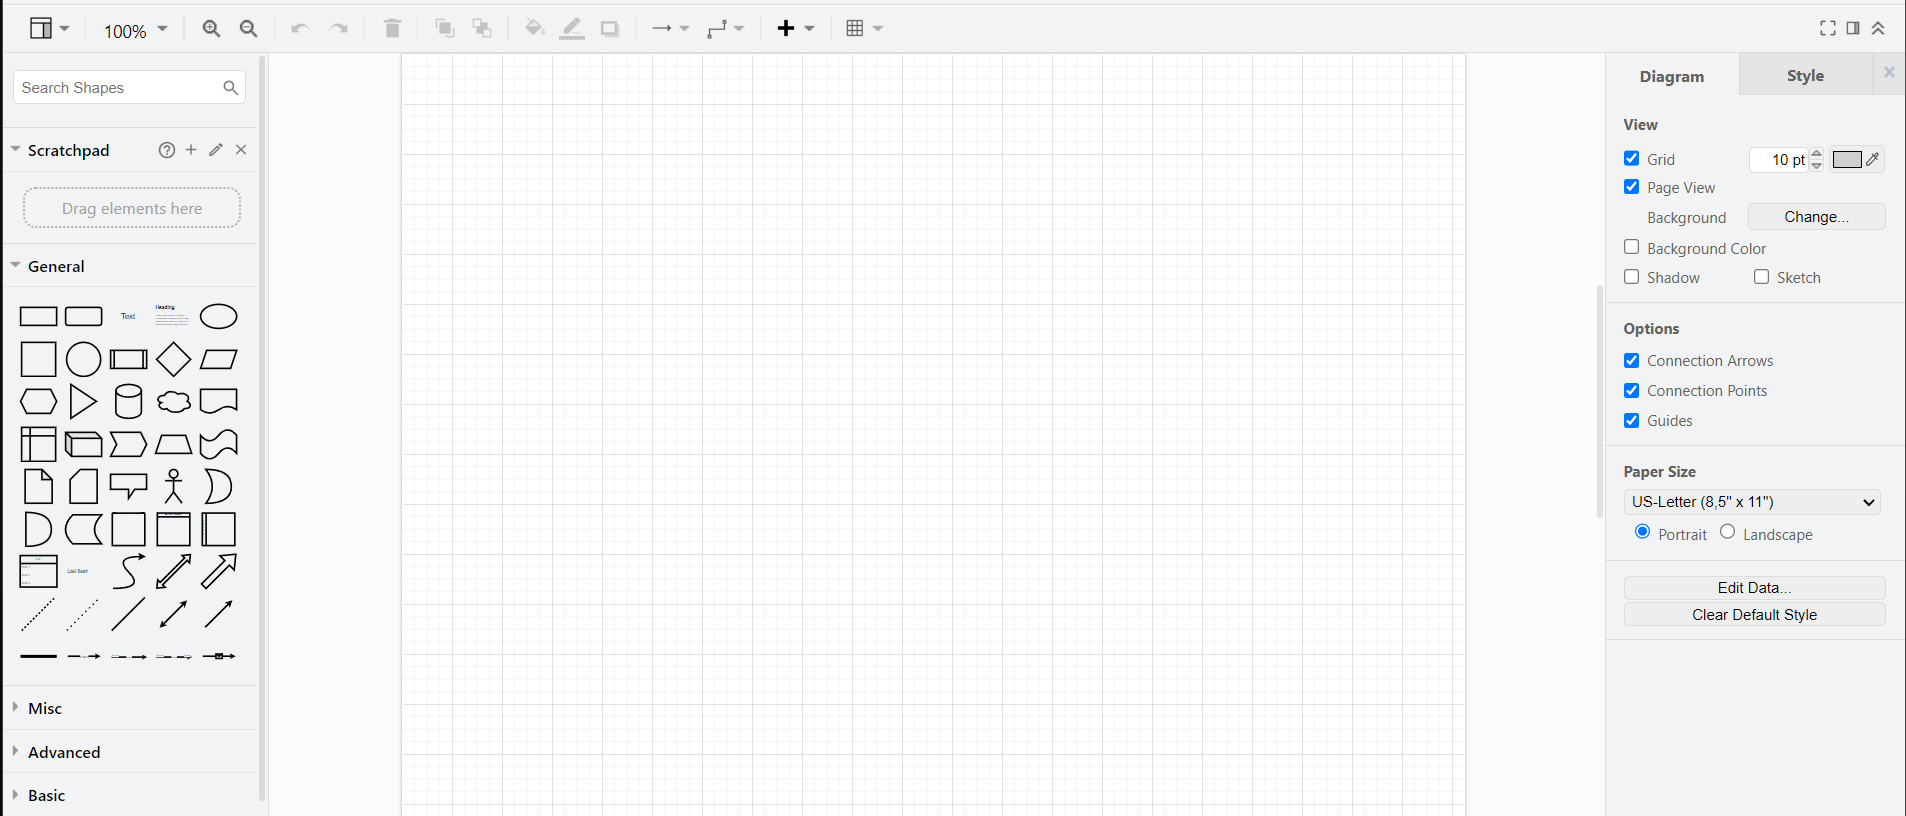 100%
Search Shapes
Scratchpad
Drag elements here
General
Text
Heading
List Item
Misc
Advanced
Basic
Diagram
Style
View
Grid
10 pt
Page View
Background
Change...
Background Color
Shadow
Sketch
Options
Connection Arrows
Connection Points
Guides
Paper Size
US-Letter (8,5" x 11")
Portrait
Landscape
Edit Data...
Clear Default Style